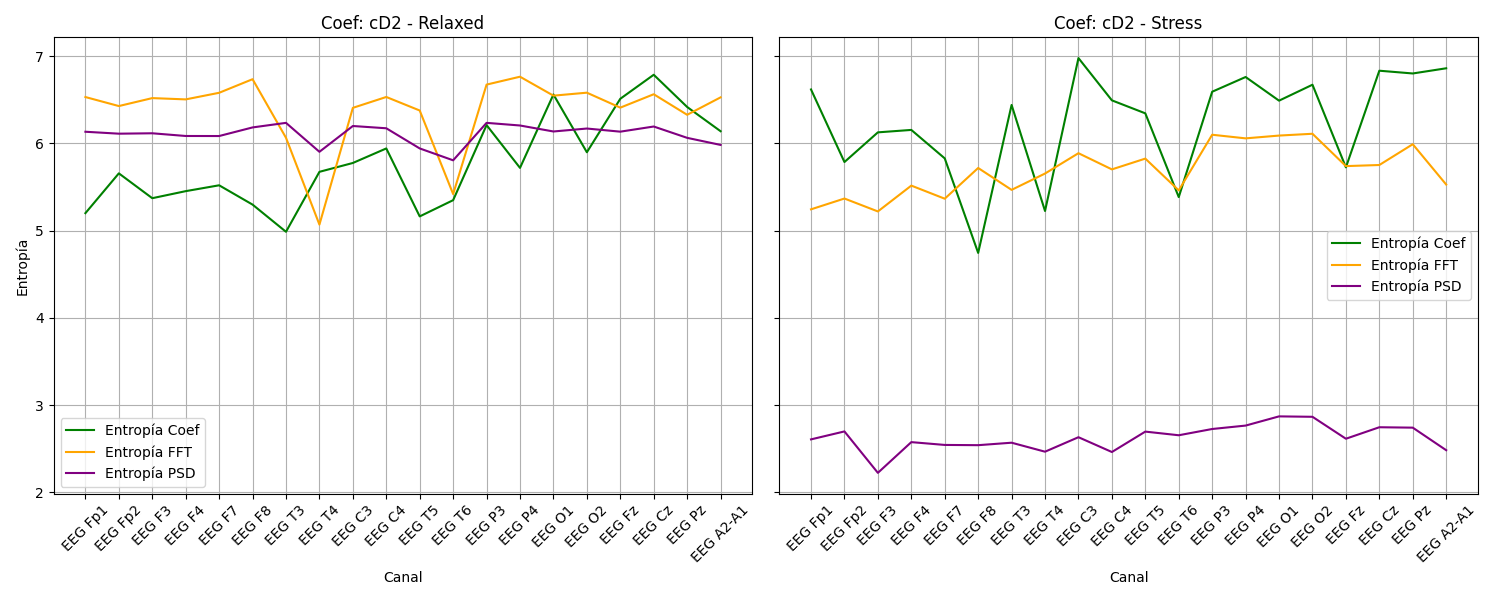 Coef: cD2 - Relaxed
Entropía
7
6
5
4
3
2
Entropía Coef
Entropía FFT
Entropía PSD
EEG Fp1
EEG Fp2
EEG F3
EEG F4
EEG F7
EEG F8
EEG T3
EEG T4
EEG C3
EEG C4
EEG T5
EEG T6
EEG P3
EEG P4
EEG O1
EEG O2
EEG Fz
EEG Cz
EEG Pz
EEG A2-A1
Canal
Coef: cD2 - Stress
Entropía Coef
Entropía FFT
Entropía PSD
EEG Fp1
EEG Fp2
EEG F3
EEG F4
EEG F7
EEG F8
EEG T3
EEG T4
EEG C3
EEG C4
EEG T5
EEG T6
EEG P3
EEG P4
EEG O1
EEG O2
EEG Fz
EEG Cz
EEG Pz
EEG A2-A1
Canal